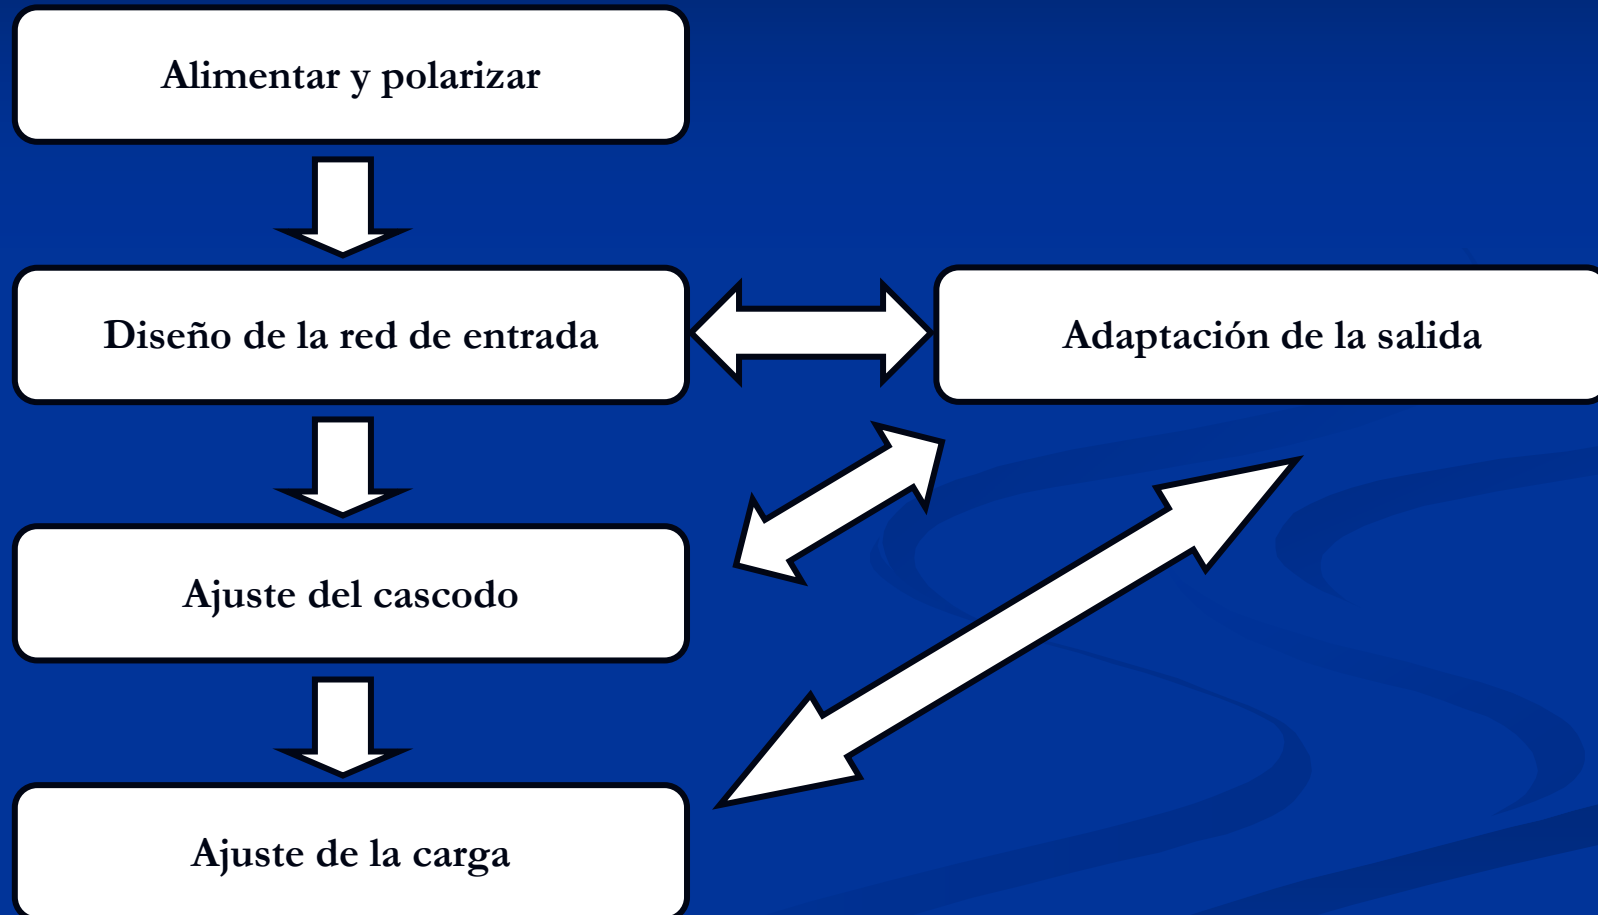 Alimentar y polarizar
Diseño de la red de entrada
Adaptación de la salida
Ajuste del cascodo
Ajuste de la carga